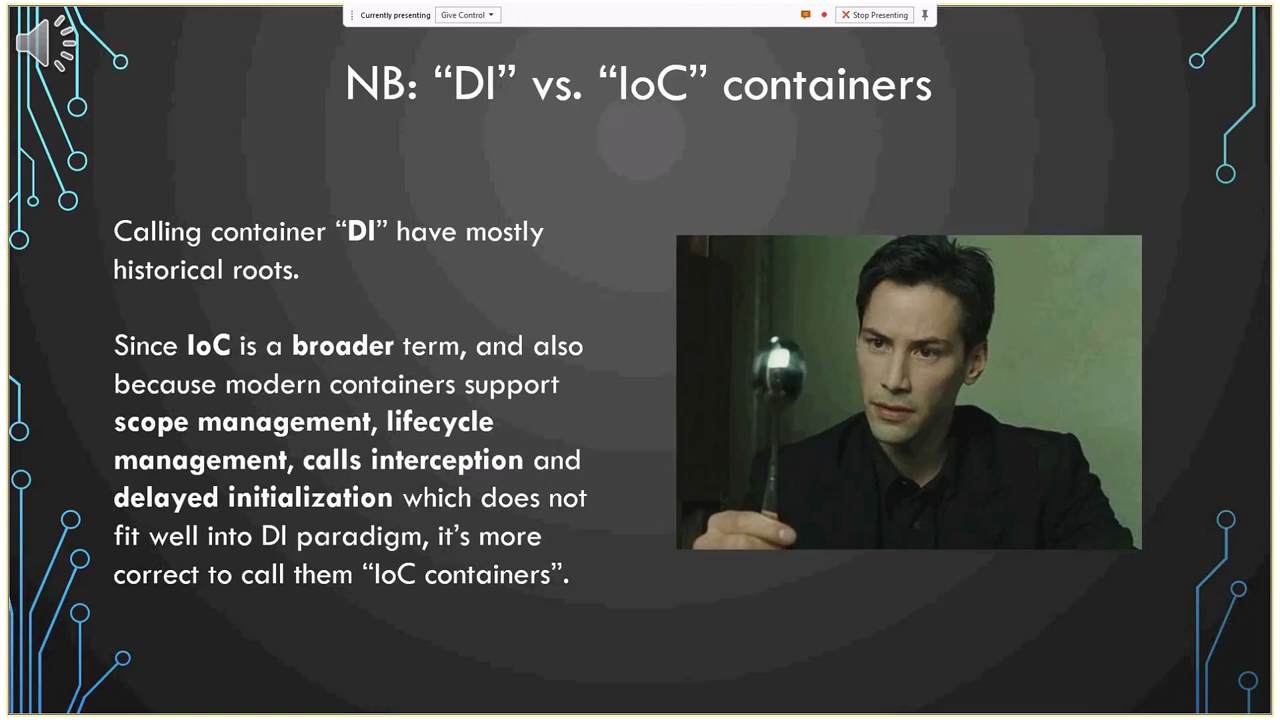 Currently presenting Give Control Stop Presenting
NB: “DI” vs. “IoC” containers
Calling container “DI” have mostly
historical roots.
Since IoC is a broader term, and also
because modern containers support
scope management, lifecycle
management, calls interception and
delayed initialization which does not
fit well into DI paradigm, it’s more
correct to call them “IoC containers”.